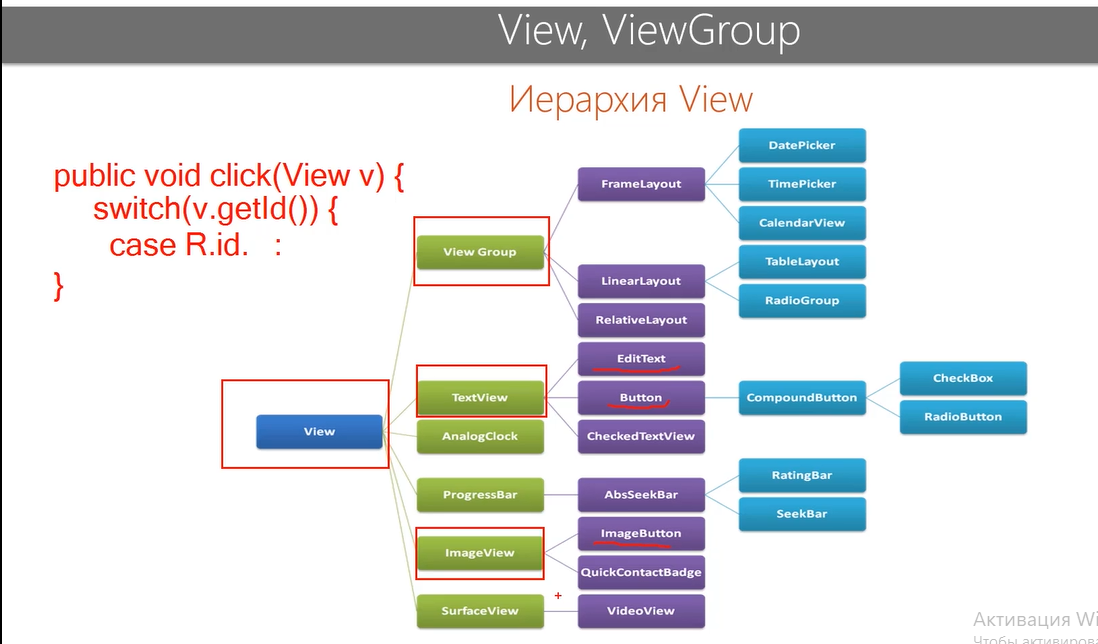 View, ViewGroup
Иерархия View
public void click(View v) {
switch(v.getId()) {
case R.id. :
}
View
View Group
TextView
AnalogClock
ProgressBar
ImageView
SurfaceView
FrameLayout
LinearLayout
RelativeLayout
EditText
Button
CheckedTextView
AbsSeekBar
ImageButton
QuickContactBadge
VideoView
DatePicker
TimePicker
CalendarView
TableLayout
RadioGroup
CompoundButton
RatingBar
SeekBar
CheckBox
RadioButton
Активация Wi
Чтобы активирова